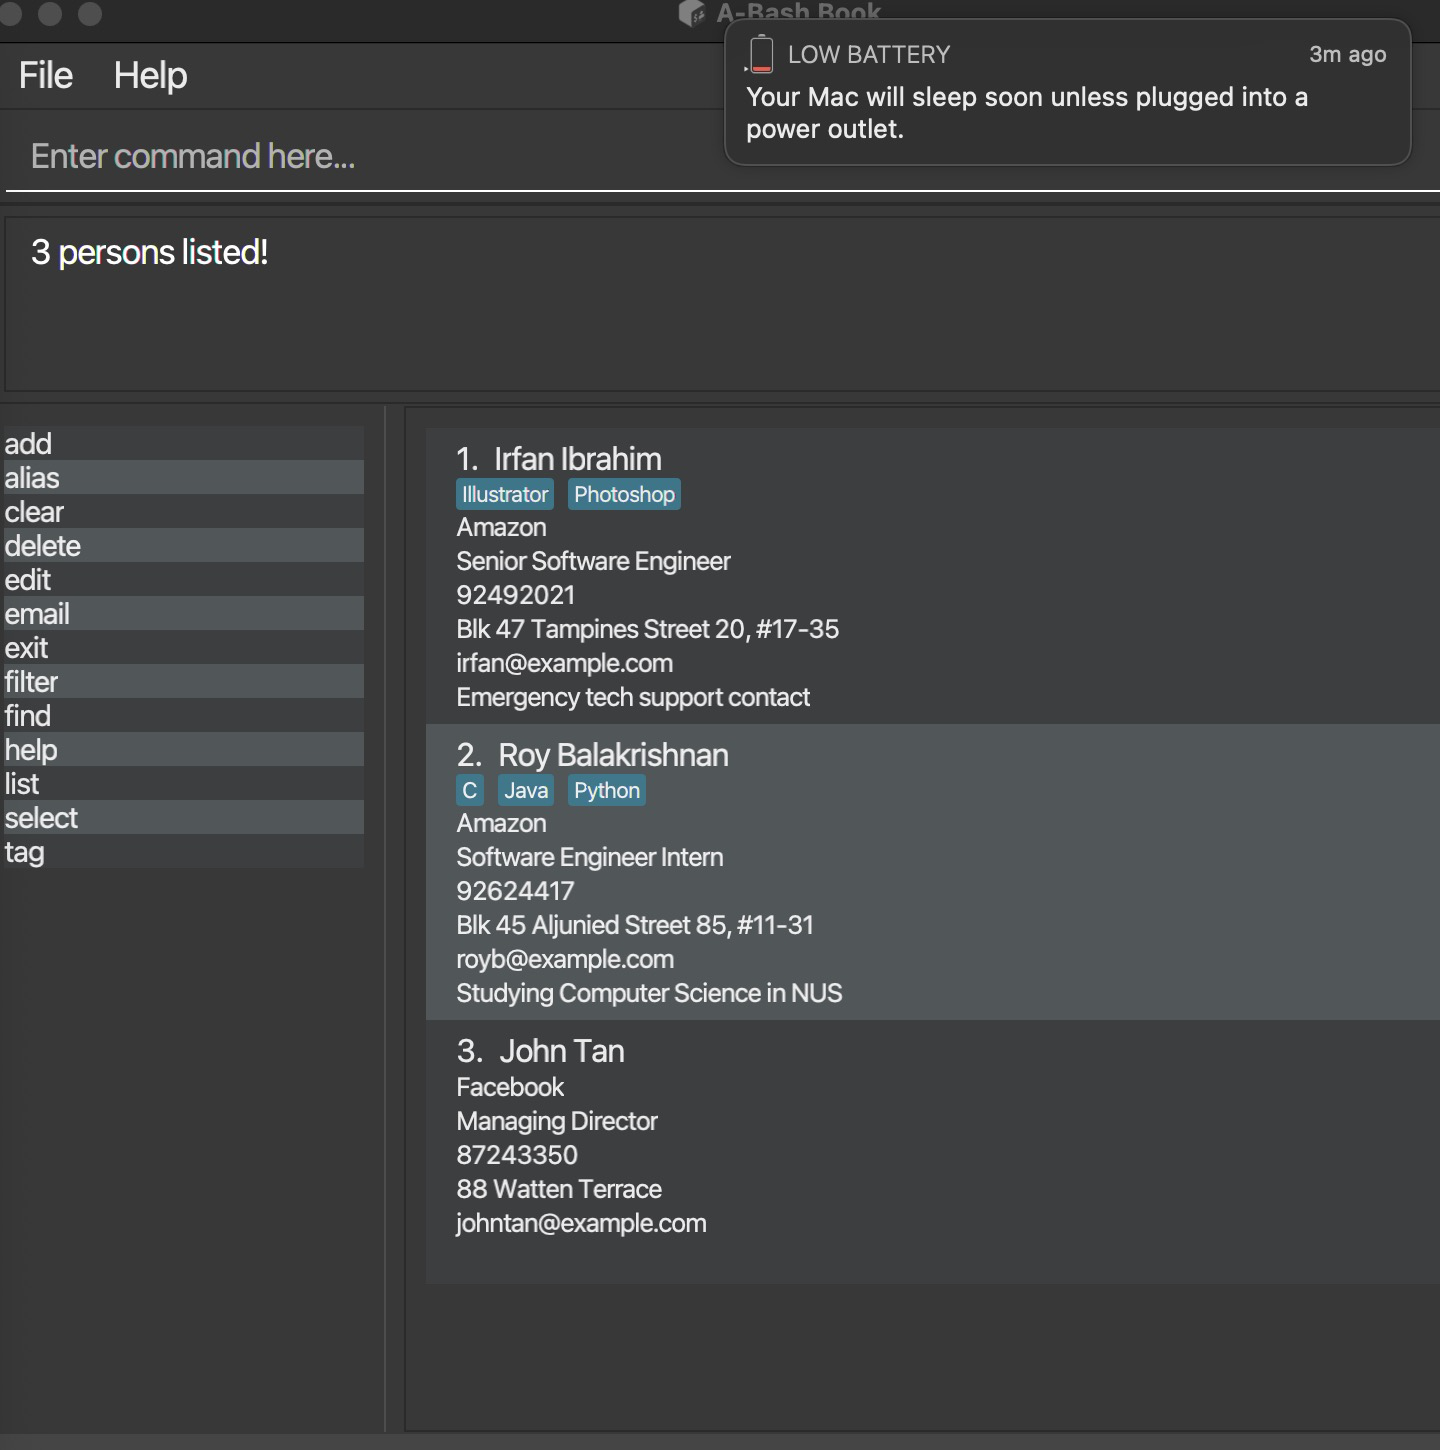 A-Bash Book
LOW BATTERY
3m ago
Your Mac will sleep soon unless plugged into a
power outlet.
File
Help
Enter command here...
3 persons listed!
add
alias
clear
delete
edit
email
exit
filter
find
help
list
select
tag
1. Irfan Ibrahim
Illustrator Photoshop
Amazon
Senior Software Engineer
92492021
Blk 47 Tampines Street 20, #17-35
irfan@example.com
Emergency tech support contact
2. Roy Balakrishnan
C Java Python
Amazon
Software Engineer Intern
92624417
Blk 45 Aljunied Street 85, #11-31
royb@example.com
Studying Computer Science in NUS
3. John Tan
Facebook
Managing Director
87243350
88 Watten Terrace
johntan@example.com